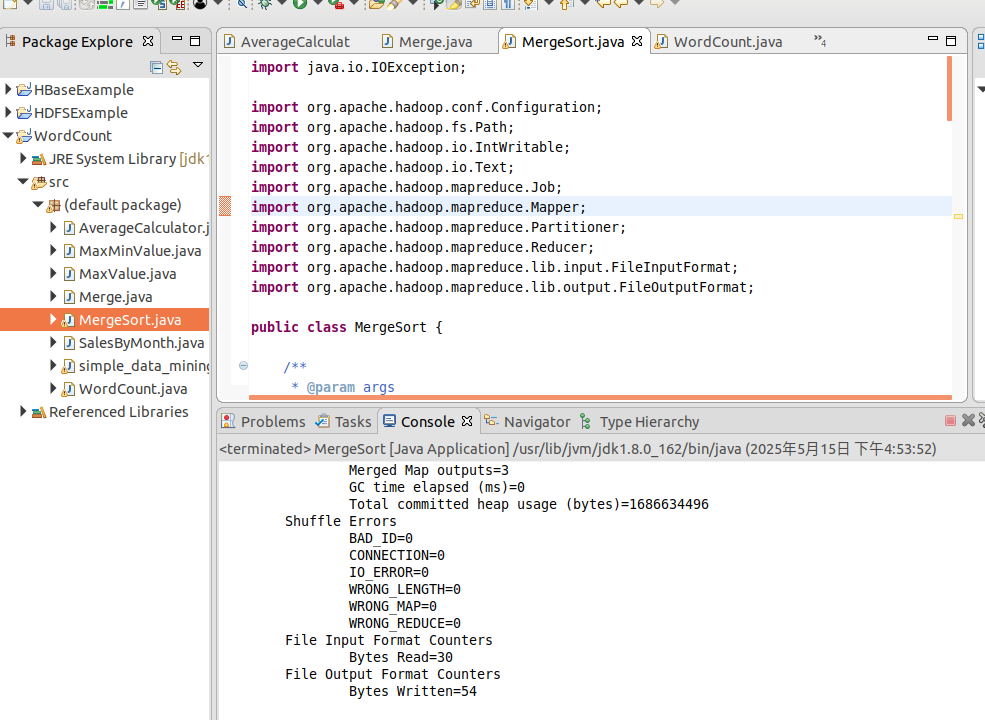 Package Explore
HBaseExample
HDFSExample
WordCount
JRE System Library [jdk1
src
(default package)
AverageCalculator.j
MaxMinValue.java
MaxValue.java
Merge.java
MergeSort.java
SalesByMonth.java
simple_data_mining
WordCount.java
Referenced Libraries
AverageCalculat Merge.java MergeSort.java WordCount.java »4
import java.io.IOException;
import org.apache.hadoop.conf.Configuration;
import org.apache.hadoop.fs.Path;
import org.apache.hadoop.io.IntWritable;
import org.apache.hadoop.io.Text;
import org.apache.hadoop.mapreduce.Job;
import org.apache.hadoop.mapreduce.Mapper;
import org.apache.hadoop.mapreduce.Partitioner;
import org.apache.hadoop.mapreduce.Reducer;
import org.apache.hadoop.mapreduce.lib.input.FileInputFormat;
import org.apache.hadoop.mapreduce.lib.output.FileOutputFormat;
public class MergeSort {
/**
* @param args
Problems Tasks Console Navigator Type Hierarchy
<terminated> MergeSort [Java Application] /usr/lib/jvm/jdk1.8.0_162/bin/java (2025年5月15日 下午4:53:52)
Merged Map outputs=3
GC time elapsed (ms)=0
Total committed heap usage (bytes)=1686634496
Shuffle Errors
BAD_ID=0
CONNECTION=0
IO_ERROR=0
WRONG_LENGTH=0
WRONG_MAP=0
WRONG_REDUCE=0
File Input Format Counters
Bytes Read=30
File Output Format Counters
Bytes Written=54